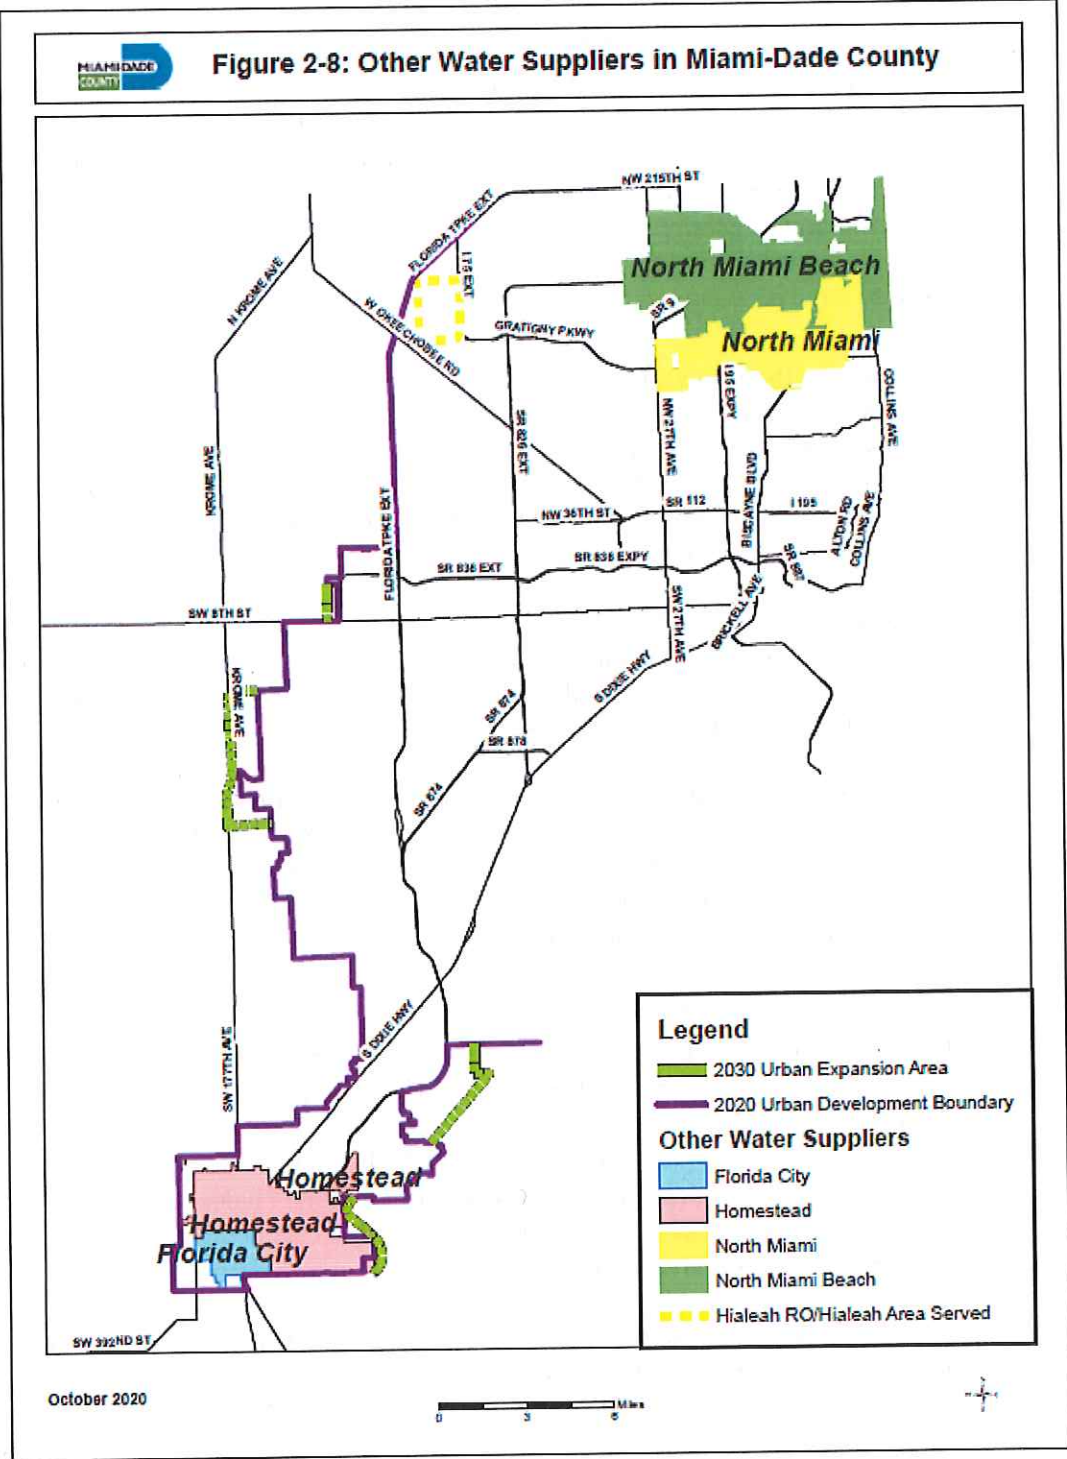 MIAMI-DADE
COUNTY
Figure 2-8: Other Water Suppliers in Miami-Dade County
NW 215TH ST
FLORIDA TPKE EXT
I 75 EXT
N KROME AVE
W OKEECHOBEE RD
North Miami Beach
SR 9
GRATIGNY PKWY
North Miami
I 95 EXPY
COLLINS AVE
NW 27TH AVE
SR 826 EXT
KROME AVE
BISCAYNE BLVD
FLORIDA TPKE EXT
SR 112
I 195
NW 36TH ST
ALTON RD
COLLINS AVE
SR 836 EXPY
SR 836 EXT
SW 8TH ST
SW 27TH AVE
BRICKELL AVE
KROME AVE
S DIXIE HWY
SR 874
SR 878
SR 874
S DIXIE HWY
SW 177TH AVE
Homestead
Homestead
Florida City
SW 392ND ST
Legend
2030 Urban Expansion Area
2020 Urban Development Boundary
Other Water Suppliers
Florida City
Homestead
North Miami
North Miami Beach
Hialeah RO/Hialeah Area Served
October 2020
Miles
0 3 6